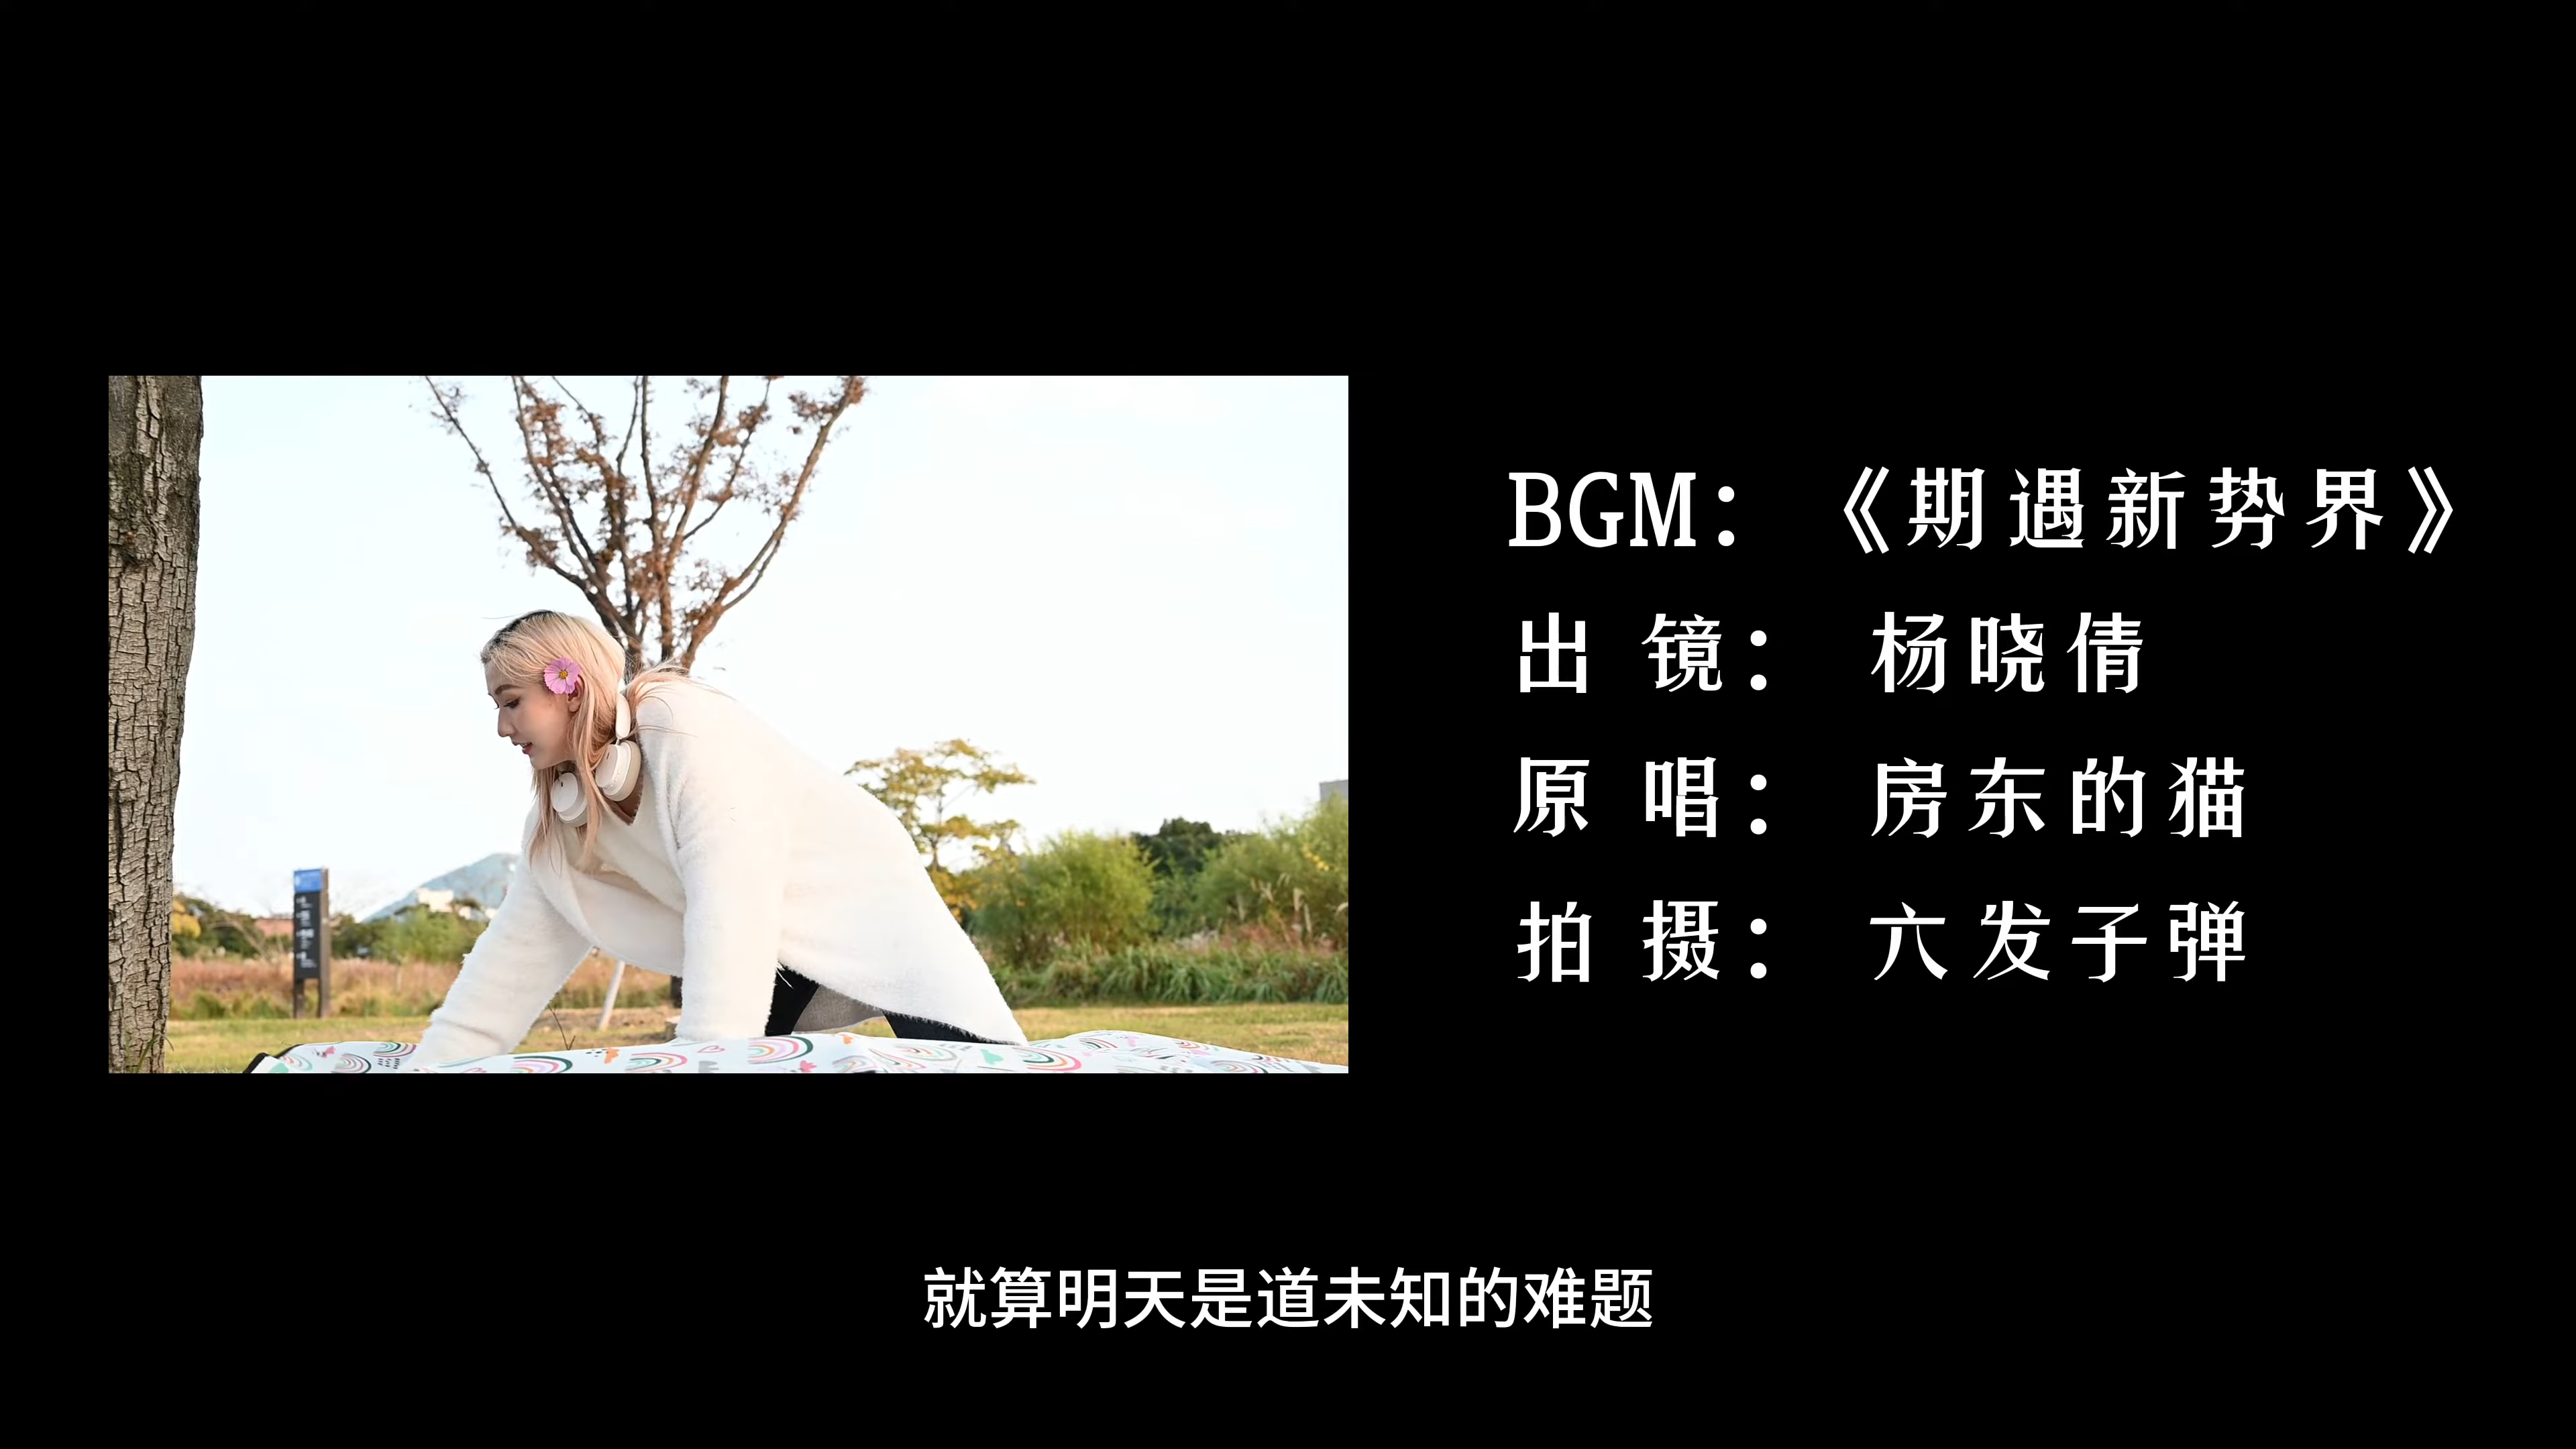 BGM：《期遇新势界》
出 镜： 杨晓倩
原 唱： 房东的猫
拍 摄： 六发子弹
就算明天是道未知的难题